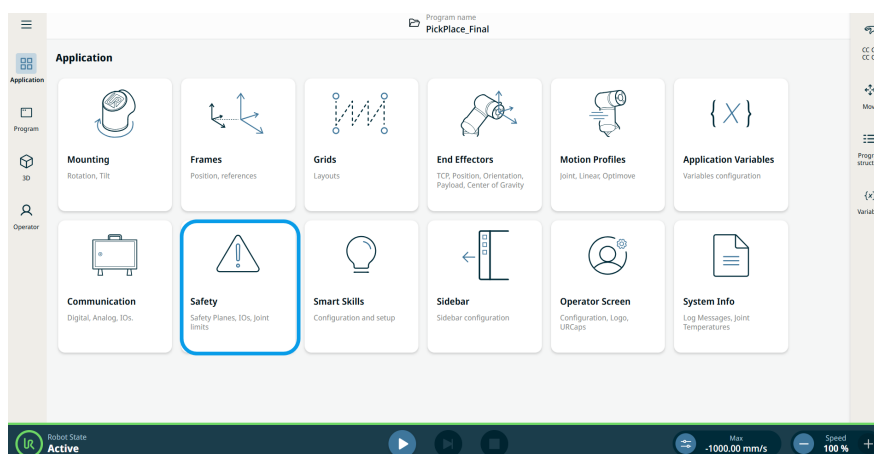 Program name
PickPlace_Final
Application
Application
Program
3D
Operator
Mounting
Rotation, Tilt
Frames
Position, references
Grids
Layouts
End Effectors
TCP, Position, Orientation,
Payload, Center of Gravity
Motion Profiles
Joint, Linear, Optimove
Application Variables
Variables configuration
Communication
Digital, Analog, IOs.
Safety
Safety Planes, IOs, Joint
limits
Smart Skills
Configuration and setup
Sidebar
Sidebar configuration
Operator Screen
Configuration, Logo,
URCaps
System Info
Log Messages, Joint
Temperatures
Robot State
Active
Max
-1000.00 mm/s
Speed
100 %